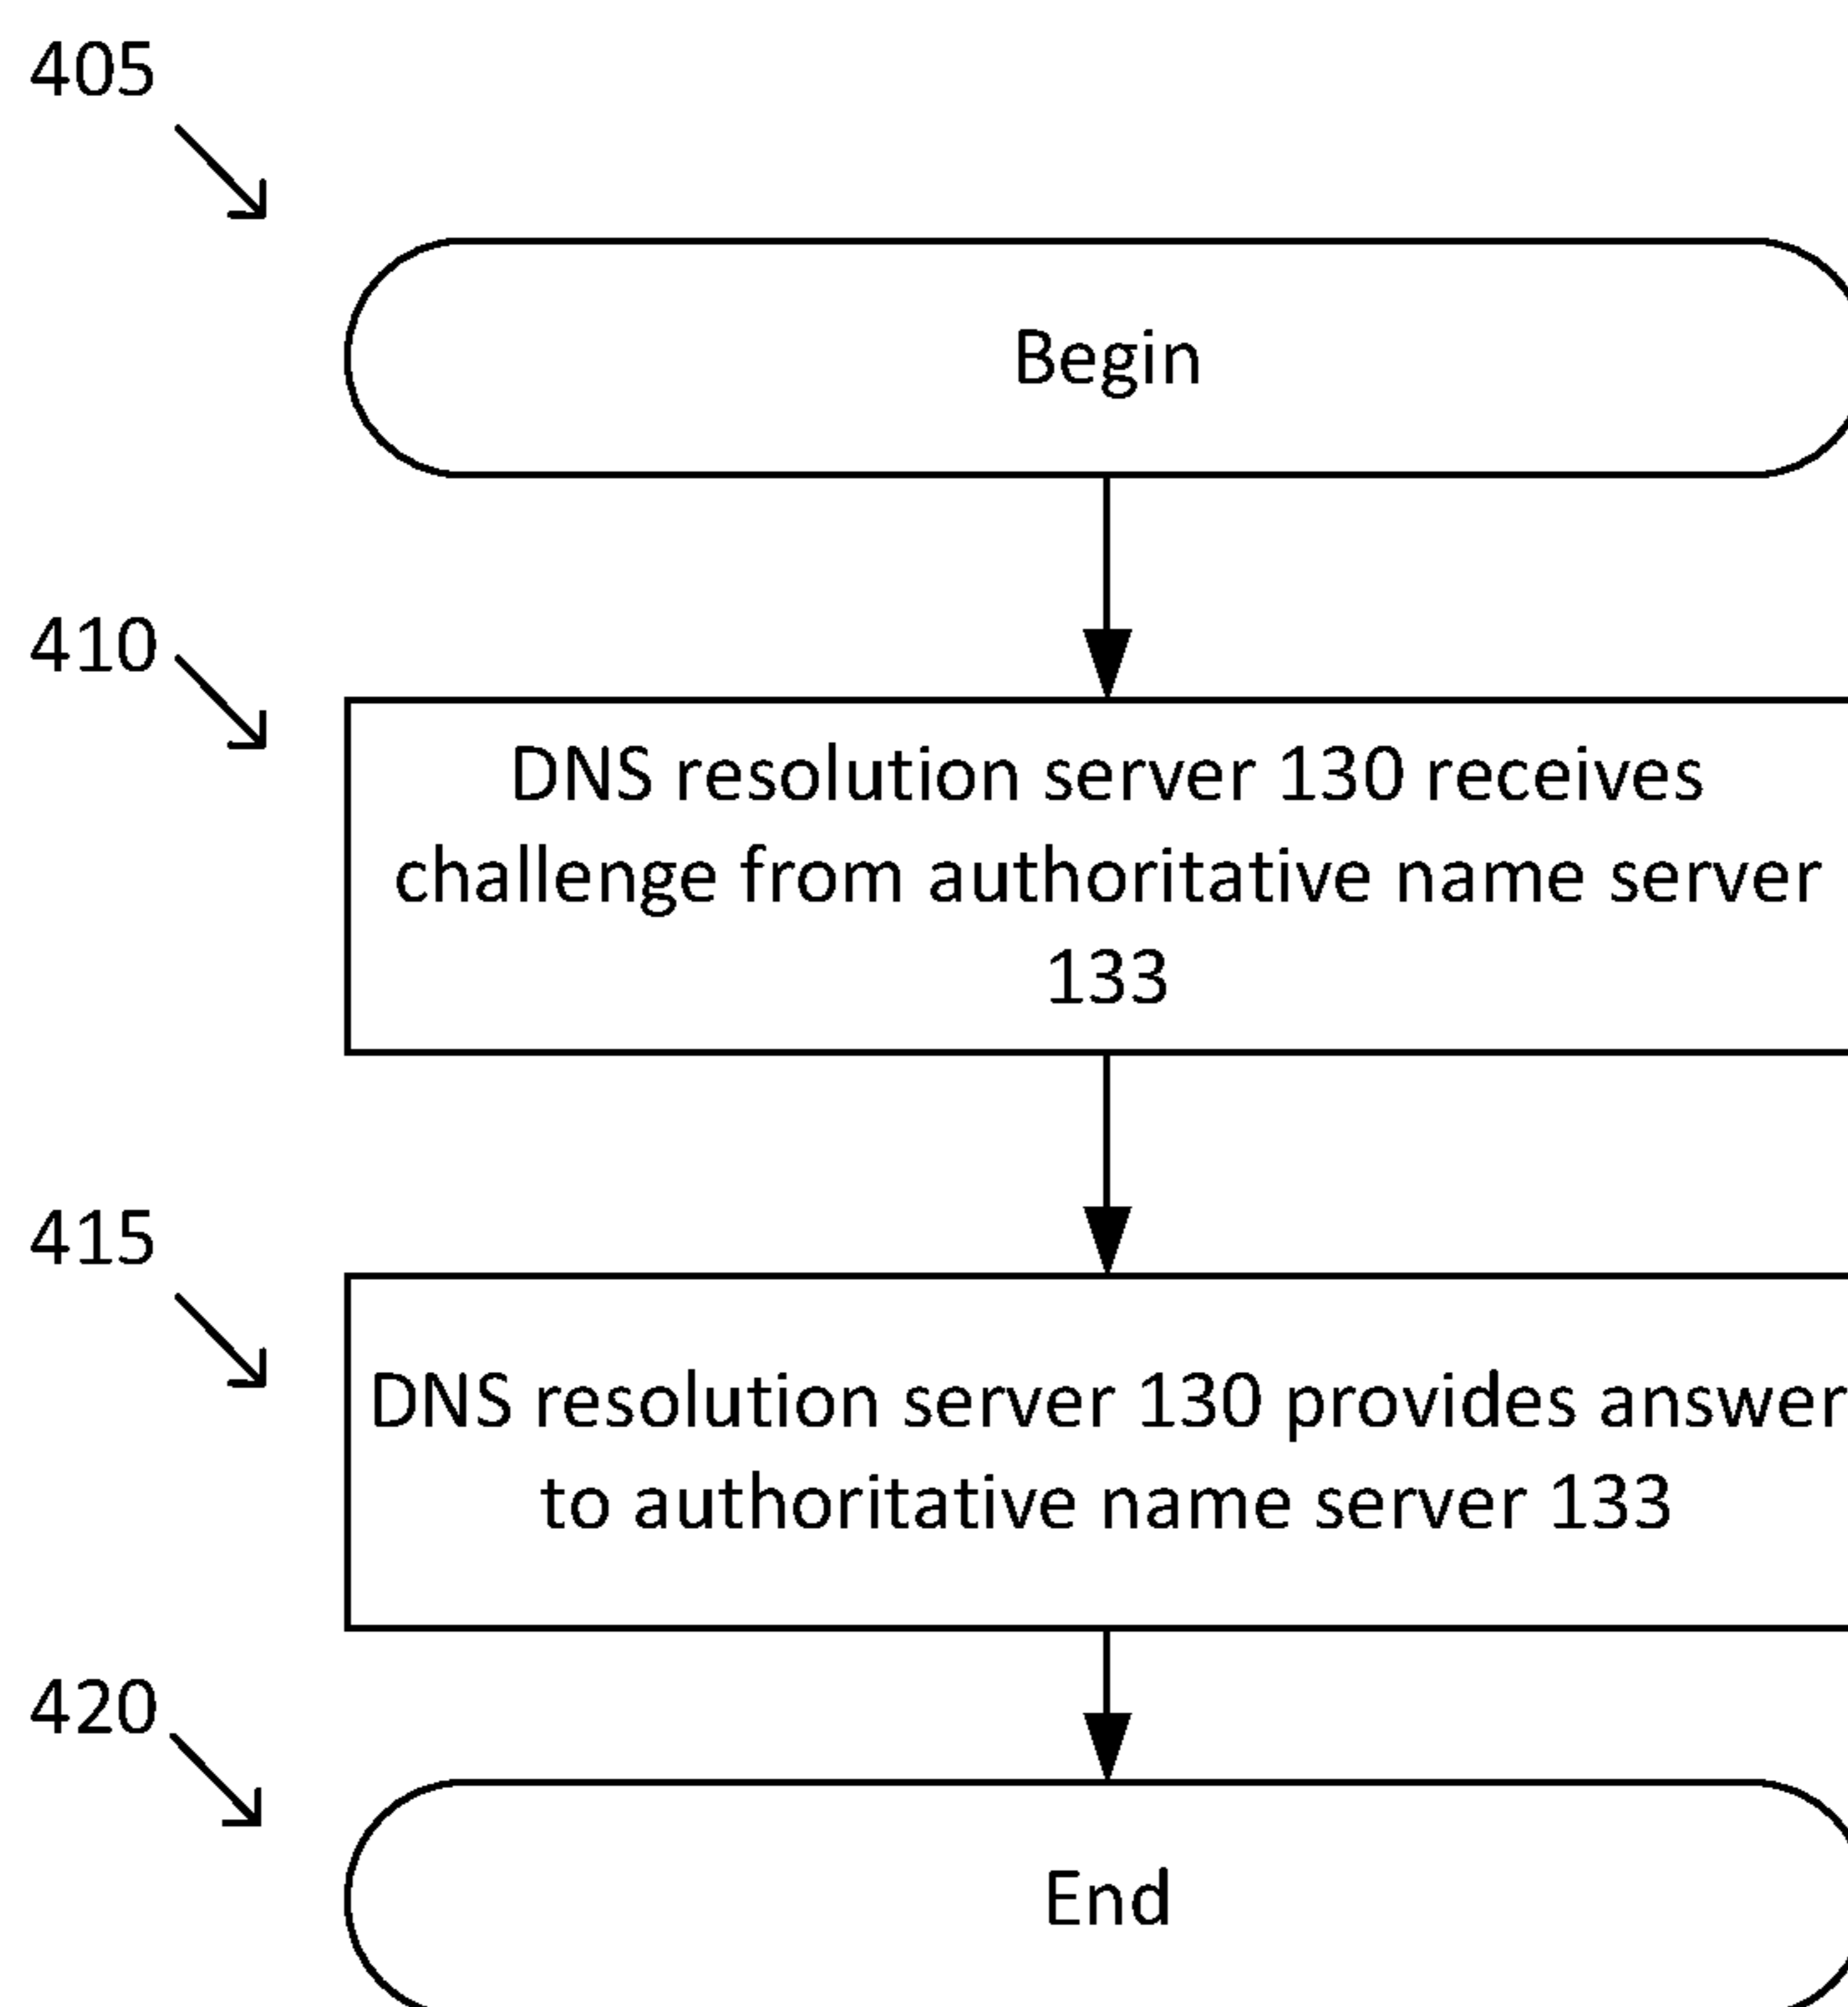 405
Begin
410
DNS resolution server 130 receives
challenge from authoritative name server
133
415
DNS resolution server 130 provides answer
to authoritative name server 133
420
End